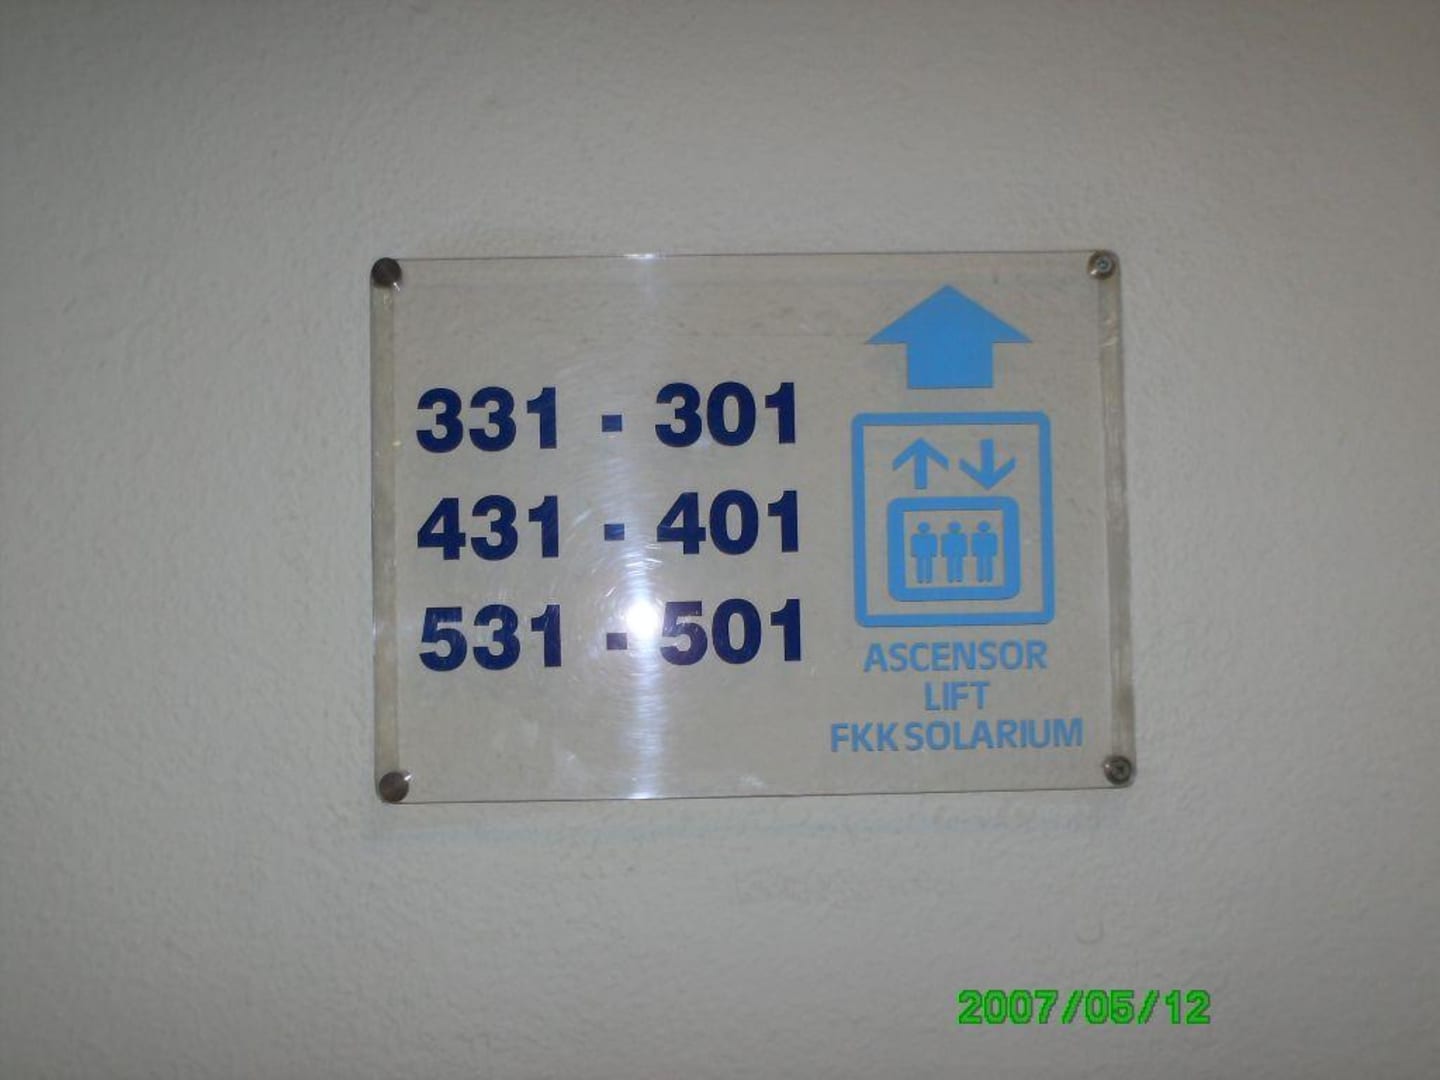 331 - 301
431 - 401
531 - 501
ASCENSOR
LIFT
FKK SOLARIUM
2007/05/12